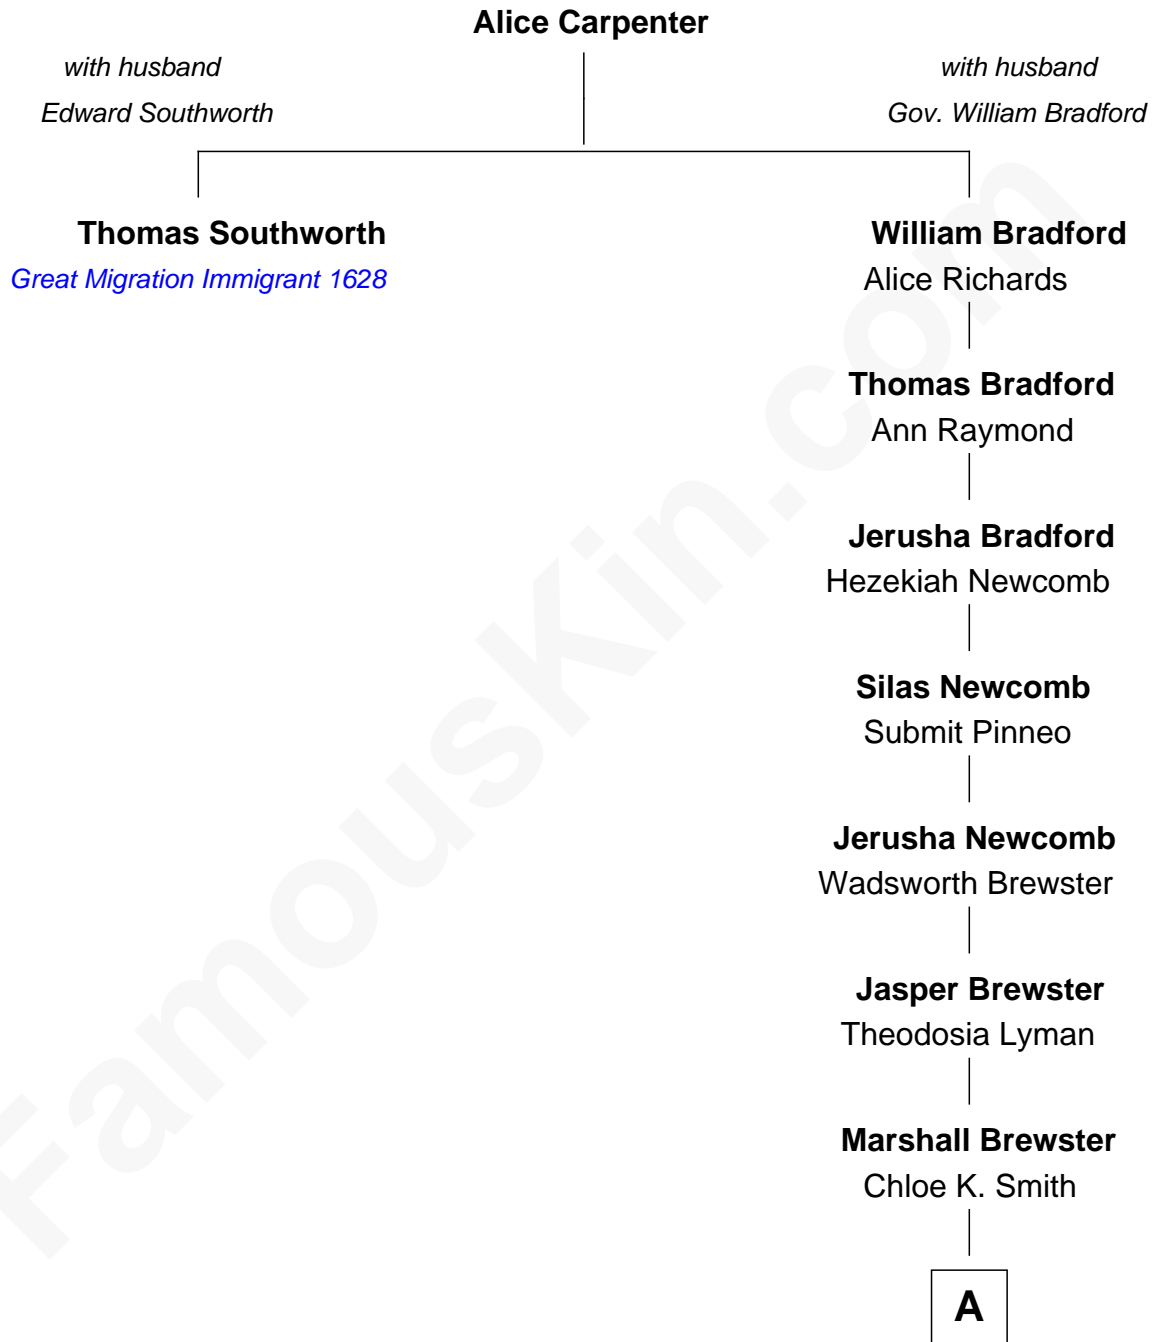 Alice Carpenter
with husband
Edward Southworth
with husband
Gov. William Bradford
Thomas Southworth
Great Migration Immigrant 1628
William Bradford
Alice Richards
Thomas Bradford
Ann Raymond
Jerusha Bradford
Hezekiah Newcomb
Silas Newcomb
Submit Pinneo
Jerusha Newcomb
Wadsworth Brewster
Jasper Brewster
Theodosia Lyman
Marshall Brewster
Chloe K. Smith
A
FamousKin.com